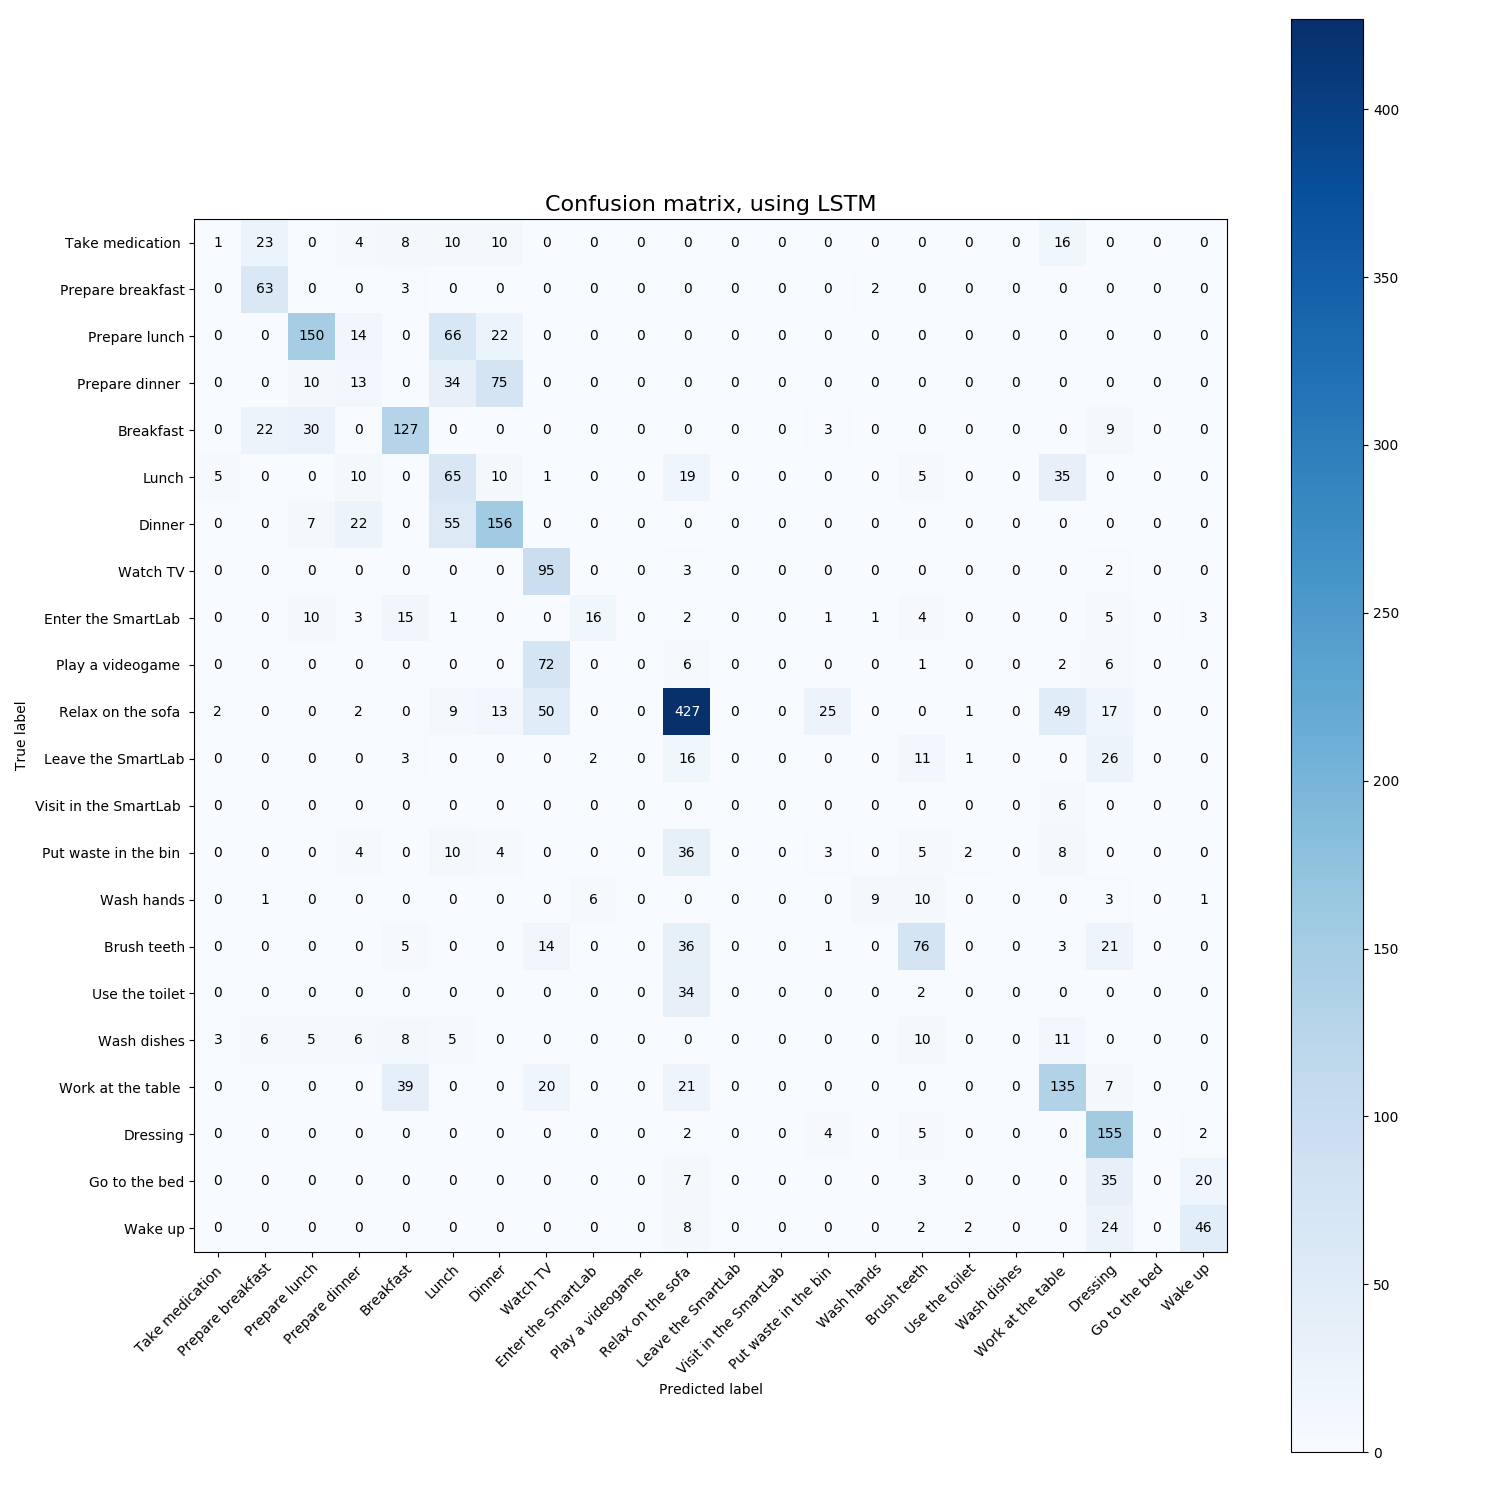 Confusion matrix, using LSTM
Take medication 1 23 0 4 8 10 10 0 0 0 0 0 0 0 0 0 0 0 16 0 0 0
Prepare breakfast 0 63 0 0 3 0 0 0 0 0 0 0 0 0 2 0 0 0 0 0 0 0
Prepare lunch 0 0 150 14 0 66 22 0 0 0 0 0 0 0 0 0 0 0 0 0 0 0
Prepare dinner 0 0 10 13 0 34 75 0 0 0 0 0 0 0 0 0 0 0 0 0 0 0
Breakfast 0 22 30 0 127 0 0 0 0 0 0 0 0 3 0 0 0 0 0 9 0 0
Lunch 5 0 0 10 0 65 10 1 0 0 19 0 0 0 0 5 0 0 35 0 0 0
Dinner 0 0 7 22 0 55 156 0 0 0 0 0 0 0 0 0 0 0 0 0 0 0
Watch TV 0 0 0 0 0 0 0 95 0 0 3 0 0 0 0 0 0 0 0 2 0 0
Enter the SmartLab 0 0 10 3 15 1 0 0 16 0 2 0 0 1 1 4 0 0 0 5 0 3
Play a videogame 0 0 0 0 0 0 0 72 0 0 6 0 0 0 0 1 0 0 2 6 0 0
Relax on the sofa 2 0 0 2 0 9 13 50 0 0 427 0 0 25 0 0 1 0 49 17 0 0
Leave the SmartLab 0 0 0 0 3 0 0 0 2 0 16 0 0 0 0 11 1 0 0 26 0 0
Visit in the SmartLab 0 0 0 0 0 0 0 0 0 0 0 0 0 0 0 0 0 0 6 0 0 0
Put waste in the bin 0 0 0 4 0 10 4 0 0 0 36 0 0 3 0 5 2 0 8 0 0 0
Wash hands 0 1 0 0 0 0 0 0 6 0 0 0 0 0 9 10 0 0 0 3 0 1
Brush teeth 0 0 0 0 5 0 0 14 0 0 36 0 0 1 0 76 0 0 3 21 0 0
Use the toilet 0 0 0 0 0 0 0 0 0 0 34 0 0 0 0 2 0 0 0 0 0 0
Wash dishes 3 6 5 6 8 5 0 0 0 0 0 0 0 0 0 10 0 0 11 0 0 0
Work at the table 0 0 0 0 39 0 0 20 0 0 21 0 0 0 0 0 0 0 135 7 0 0
Dressing 0 0 0 0 0 0 0 0 0 0 2 0 0 4 0 5 0 0 0 155 0 2
Go to the bed 0 0 0 0 0 0 0 0 0 0 7 0 0 0 0 3 0 0 0 35 0 20
Wake up 0 0 0 0 0 0 0 0 0 0 8 0 0 0 0 2 2 0 0 24 0 46
True label
Take medication
Prepare breakfast
Prepare lunch
Prepare dinner
Breakfast
Lunch
Dinner
Watch TV
Enter the SmartLab
Play a videogame
Relax on the sofa
Leave the SmartLab
Visit in the SmartLab
Put waste in the bin
Wash hands
Brush teeth
Use the toilet
Wash dishes
Work at the table
Dressing
Go to the bed
Wake up
Predicted label
400
350
300
250
200
150
100
50
0